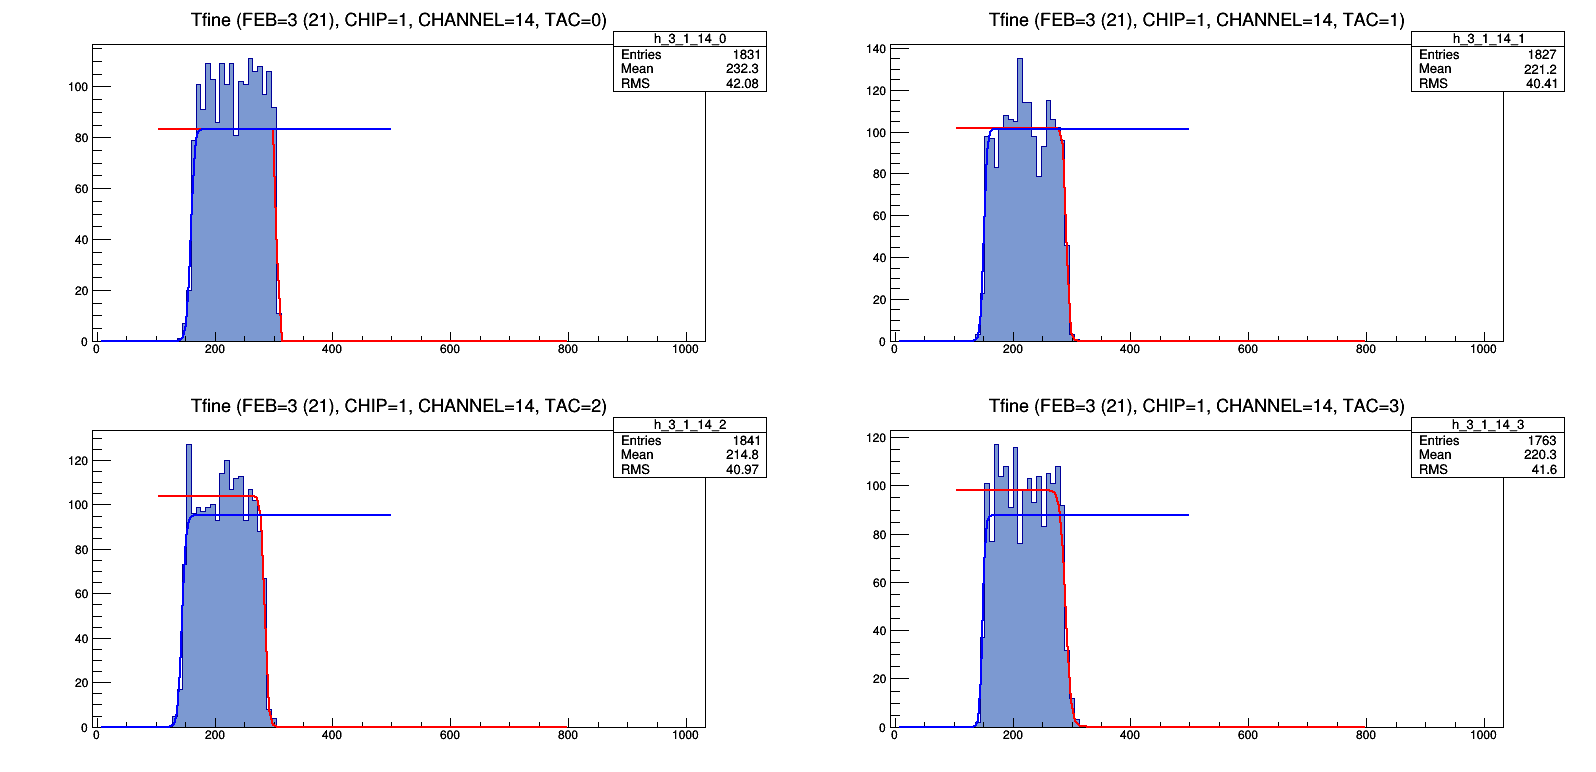 Tfine (FEB=3 (21), CHIP=1, CHANNEL=14, TAC=0)
h_3_1_14_0
Entries 1831
Mean 232.3
RMS 42.08
100
80
60
40
20
0
0 200 400 600 800 1000
Tfine (FEB=3 (21), CHIP=1, CHANNEL=14, TAC=1)
h_3_1_14_1
Entries 1827
Mean 221.2
RMS 40.41
140
120
100
80
60
40
20
0
0 200 400 600 800 1000
Tfine (FEB=3 (21), CHIP=1, CHANNEL=14, TAC=2)
h_3_1_14_2
Entries 1841
Mean 214.8
RMS 40.97
120
100
80
60
40
20
0
0 200 400 600 800 1000
Tfine (FEB=3 (21), CHIP=1, CHANNEL=14, TAC=3)
h_3_1_14_3
Entries 1763
Mean 220.3
RMS 41.6
120
100
80
60
40
20
0
0 200 400 600 800 1000